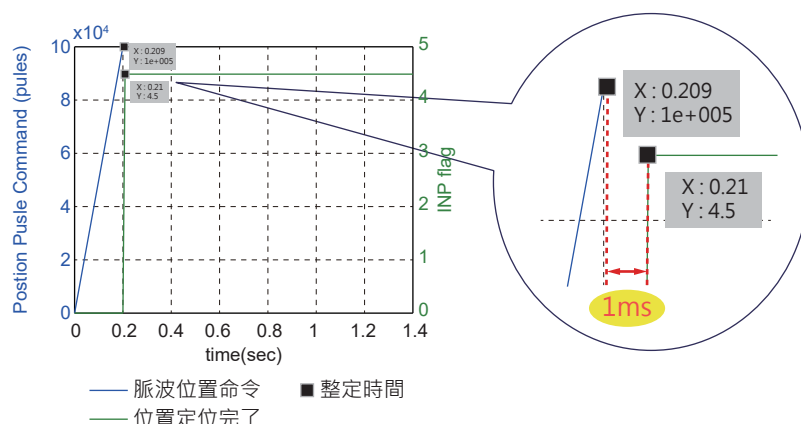 x10⁴
10
8
6
4
2
0
Postion Pusle Command (pules)
5
4
3
2
1
0
INP flag
X : 0.209
Y : 1e+005
X : 0.21
Y : 4.5
0 0.2 0.4 0.6 0.8 1 1.2 1.4
time(sec)
脈波位置命令 整定時間
位置定位完了
X : 0.209
Y : 1e+005
X : 0.21
Y : 4.5
1ms